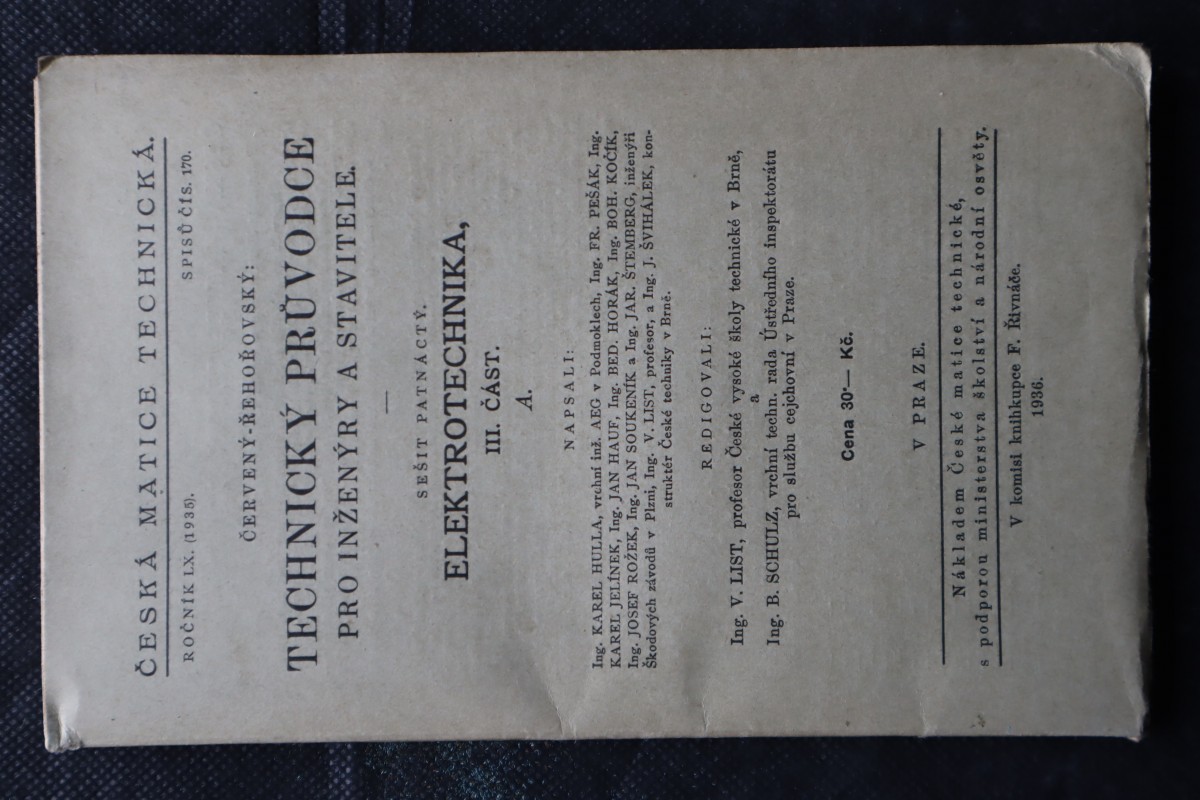 ČESKÁ MATICE TECHNICKÁ.
ROČNÍK LX. (1935). SPISŮ ČÍS. 170.
ČERVENÝ-ŘEHOŘOVSKÝ:
TECHNICKÝ PRŮVODCE
PRO INŽENÝRY A STAVITELE.
SEŠIT PATNÁCTÝ.
ELEKTROTECHNIKA,
III. ČÁST.
A.
NAPSALI:
Ing. KAREL HULLA, vrchní inž. AEG v Podmoklech, Ing. FR. PEŠÁK, Ing.
KAREL JELÍNEK, Ing. JAN HAUF, Ing. BED. HORÁK, Ing. BOH. KOČÍK,
Ing. JOSEF ROŽEK, Ing. JAN SOUKENÍK a Ing. JAR. ŠTEMBERG, inženýři
Škodových závodů v Plzni, Ing. V. LIST, profesor, a Ing. J. ŠVIHÁLEK, kon-
struktér České techniky v Brně.
REDIGOVALI:
Ing. V. LIST, profesor České vysoké školy technické v Brně,
a
Ing. B. SCHULZ, vrchní techn. rada Ústředního inspektorátu
pro službu cejchovní v Praze.
Cena 30·— Kč.
V PRAZE.
Nákladem České matice technické,
s podporou ministerstva školství a národní osvěty.
V komisi knihkupce F. Řivnáče.
1936.